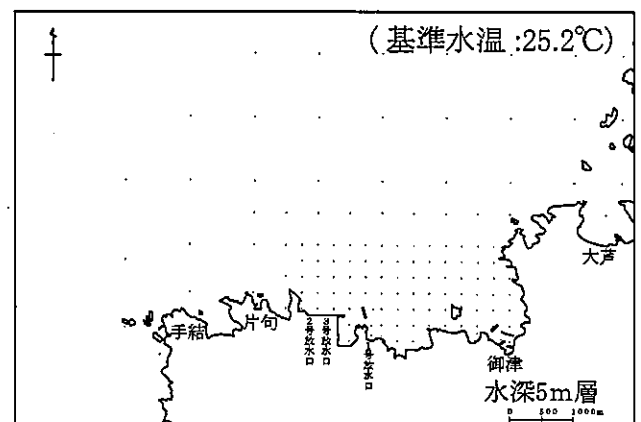 (基準水温:25.2℃)
大芦
手結
片句
2号放水口
3号放水口
1号放水口
御津
水深5m層
0 500 1000m